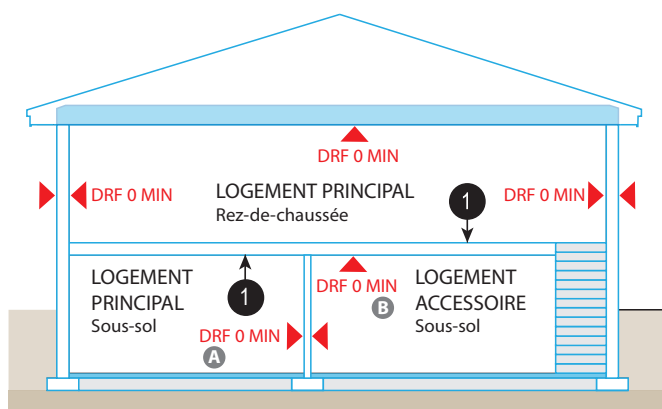 DRF 0 MIN
DRF 0 MIN
LOGEMENT PRINCIPAL
Rez-de-chaussée
1
DRF 0 MIN
LOGEMENT
PRINCIPAL
Sous-sol
1
DRF 0 MIN
B
LOGEMENT
ACCESSOIRE
Sous-sol
DRF 0 MIN
A